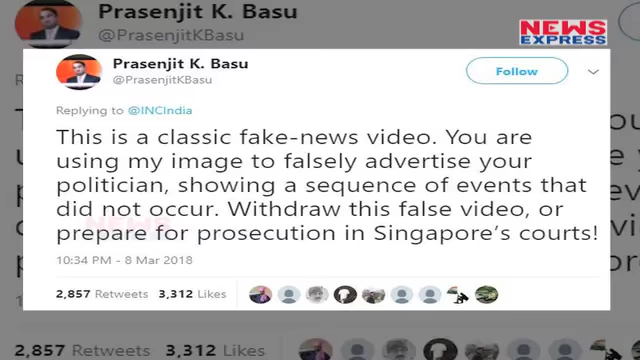 Prasenjit K. Basu
@PrasenjitKBasu
NEWS
EXPRESS
Prasenjit K. Basu
@PrasenjitKBasu
Follow
Replying to @INCIndia
This is a classic fake-news video. You are
using my image to falsely advertise your
politician, showing a sequence of events that
did not occur. Withdraw this false video, or
prepare for prosecution in Singapore's courts!
NEWS
10:34 PM - 8 Mar 2018
2,857 Retweets 3,312 Likes
2,857 Retweets 3,312 Likes